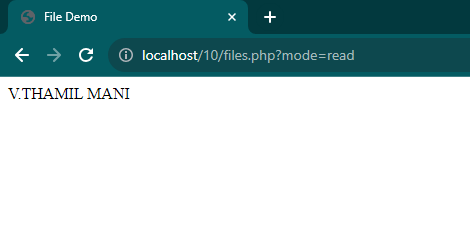 File Demo
localhost/10/files.php?mode=read
V.THAMIL MANI